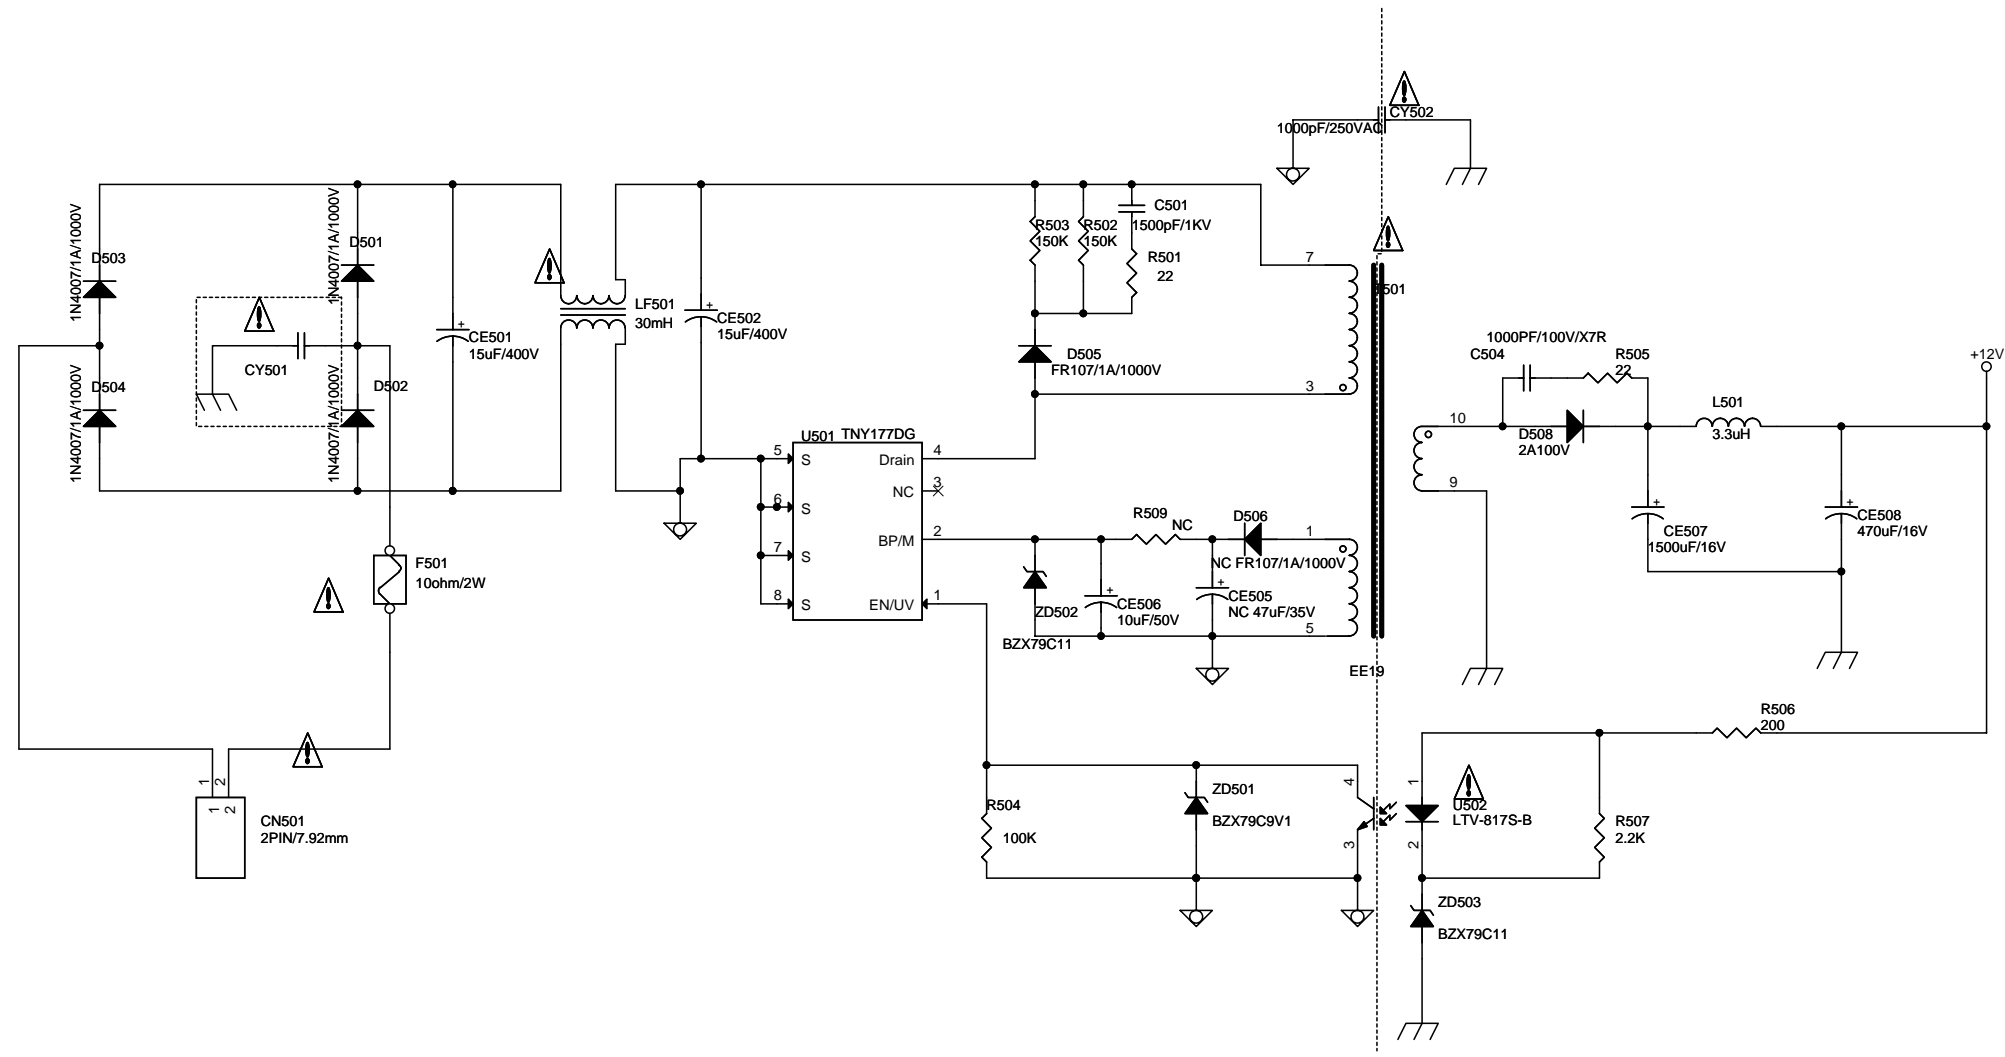 CY502
1000pF/250VAC
1N4007/1A/1000V
D503
1N4007/1A/1000V
D501
CY501
1N4007/1A/1000V
D504
1N4007/1A/1000V
D502
+
CE501
15uF/400V
LF501
30mH
+
CE502
15uF/400V
R503
150K
R502
150K
C501
1500pF/1KV
R501
22
D505
FR107/1A/1000V
7
3
1
5
EE19
10
9
1000PF/100V/X7R
C504
R505
22
D508
2A100V
L501
3.3uH
+12V
+
CE507
1500uF/16V
+
CE508
470uF/16V
U501
TNY177DG
5
S
6
S
7
S
8
S
Drain
4
NC
3
BP/M
2
EN/UV
1
R509
NC
D506
NC FR107/1A/1000V
ZD502
BZX79C11
+
CE506
10uF/50V
+
CE505
NC 47uF/35V
F501
10ohm/2W
1
2
1
2
CN501
2PIN/7.92mm
R504
100K
ZD501
BZX79C9V1
4
3
1
2
U502
LTV-817S-B
R506
200
R507
2.2K
ZD503
BZX79C11